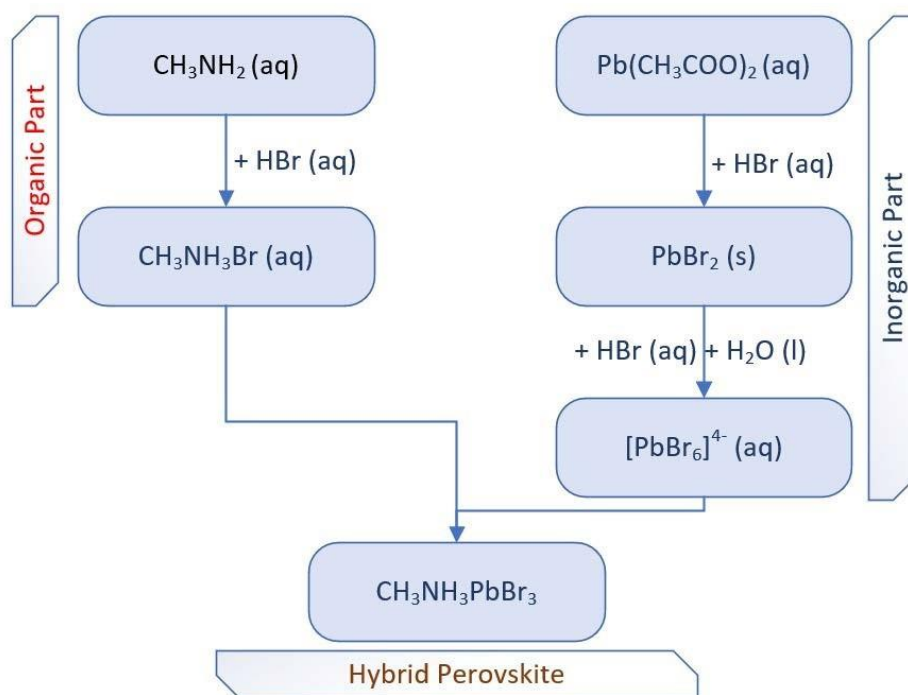 Organic Part
CH₃NH₂ (aq)
+ HBr (aq)
CH₃NH₃Br (aq)
Pb(CH₃COO)₂ (aq)
+ HBr (aq)
PbBr₂ (s)
+ HBr (aq) + H₂O (l)
[PbBr₆]⁴⁻ (aq)
Inorganic Part
CH₃NH₃PbBr₃
Hybrid Perovskite